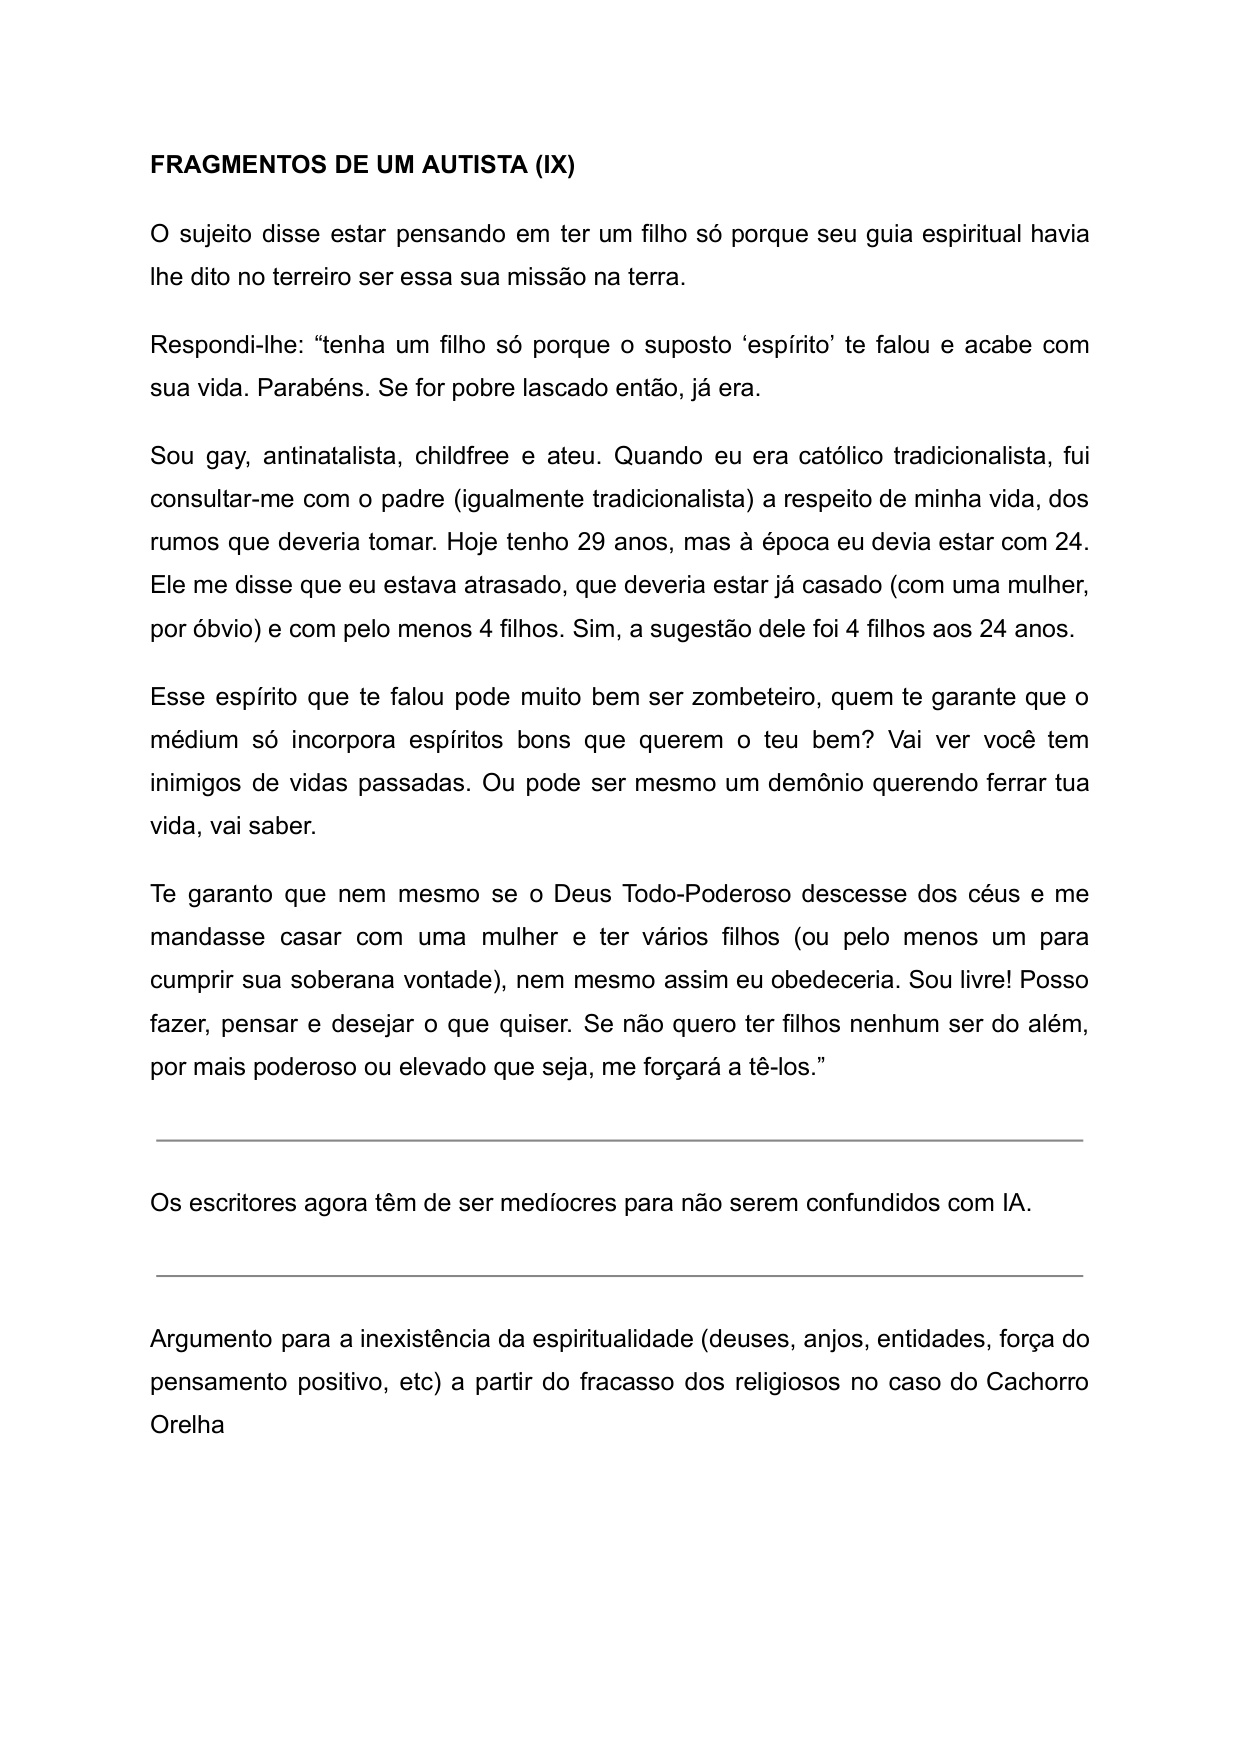 FRAGMENTOS DE UM AUTISTA (IX)
O sujeito disse estar pensando em ter um filho só porque seu guia espiritual havia
lhe dito no terreiro ser essa sua missão na terra.
Respondi-lhe: “tenha um filho só porque o suposto ‘espírito’ te falou e acabe com
sua vida. Parabéns. Se for pobre lascado então, já era.
Sou gay, antinatalista, childfree e ateu. Quando eu era católico tradicionalista, fui
consultar-me com o padre (igualmente tradicionalista) a respeito de minha vida, dos
rumos que deveria tomar. Hoje tenho 29 anos, mas à época eu devia estar com 24.
Ele me disse que eu estava atrasado, que deveria estar já casado (com uma mulher,
por óbvio) e com pelo menos 4 filhos. Sim, a sugestão dele foi 4 filhos aos 24 anos.
Esse espírito que te falou pode muito bem ser zombeteiro, quem te garante que o
médium só incorpora espíritos bons que querem o teu bem? Vai ver você tem
inimigos de vidas passadas. Ou pode ser mesmo um demônio querendo ferrar tua
vida, vai saber.
Te garanto que nem mesmo se o Deus Todo-Poderoso descesse dos céus e me
mandasse casar com uma mulher e ter vários filhos (ou pelo menos um para
cumprir sua soberana vontade), nem mesmo assim eu obedeceria. Sou livre! Posso
fazer, pensar e desejar o que quiser. Se não quero ter filhos nenhum ser do além,
por mais poderoso ou elevado que seja, me forçará a tê-los.”
Os escritores agora têm de ser medíocres para não serem confundidos com IA.
Argumento para a inexistência da espiritualidade (deuses, anjos, entidades, força do
pensamento positivo, etc) a partir do fracasso dos religiosos no caso do Cachorro
Orelha